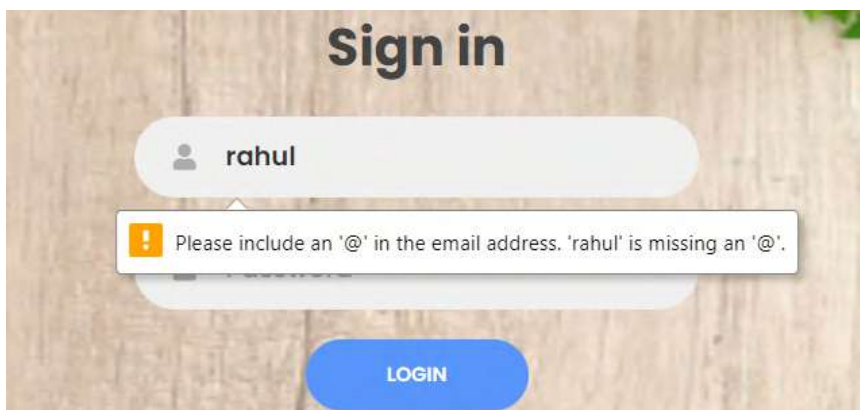 Sign in
rahul
Please include an '@' in the email address. 'rahul' is missing an '@'.
LOGIN